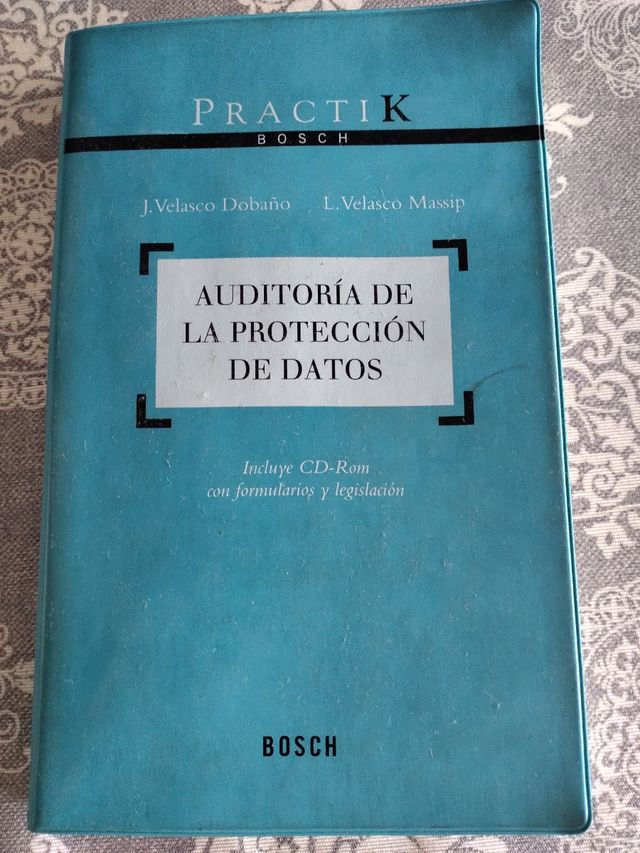 PRACTIK
BOSCH
J. Velasco Dobaño L. Velasco Massip
AUDITORÍA DE
LA PROTECCIÓN
DE DATOS
Incluye CD-Rom
con formularios y legislación
BOSCH